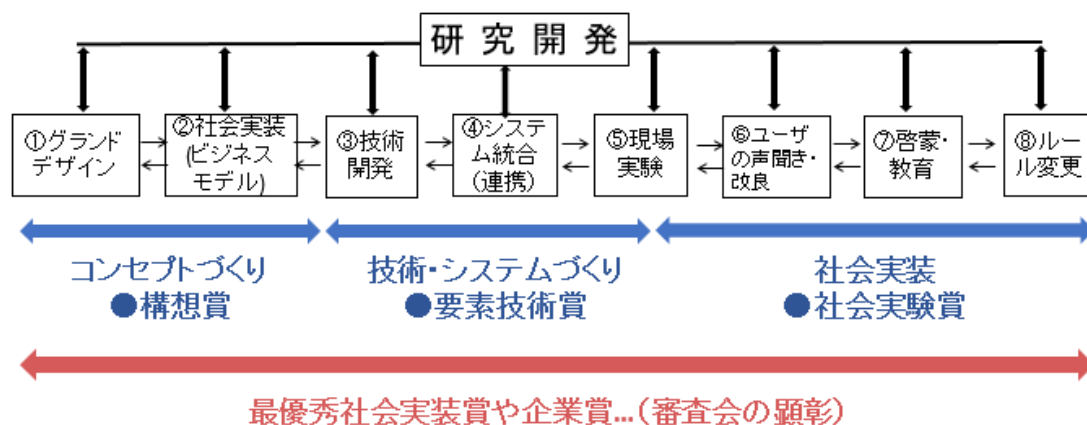 研究開発
①グランド
デザイン
②社会実装
(ビジネス
モデル)
③技術
開発
④システ
ム統合
(連携)
⑤現場
実験
⑥ユーザ
の声聞き・
改良
⑦啓蒙・
教育
⑧ルー
ル変更
コンセプトづくり
●構想賞
技術・システムづくり
●要素技術賞
社会実装
●社会実験賞
最優秀社会実装賞や企業賞…(審査会の顕彰)